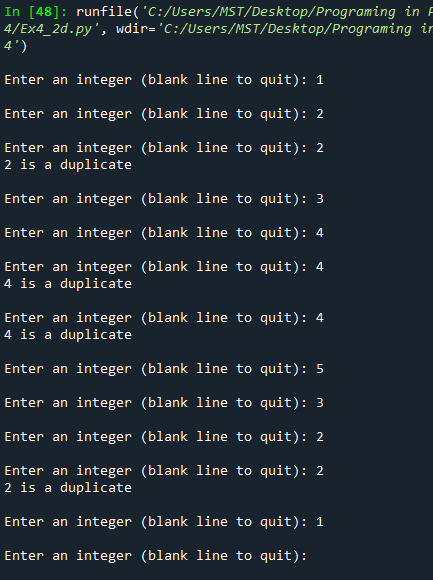 In [48]: runfile('C:/Users/MST/Desktop/Programing in
4/Ex4_2d.py', wdir='C:/Users/MST/Desktop/Programing in
4')
Enter an integer (blank line to quit): 1
Enter an integer (blank line to quit): 2
Enter an integer (blank line to quit): 2
2 is a duplicate
Enter an integer (blank line to quit): 3
Enter an integer (blank line to quit): 4
Enter an integer (blank line to quit): 4
4 is a duplicate
Enter an integer (blank line to quit): 4
4 is a duplicate
Enter an integer (blank line to quit): 5
Enter an integer (blank line to quit): 3
Enter an integer (blank line to quit): 2
Enter an integer (blank line to quit): 2
2 is a duplicate
Enter an integer (blank line to quit): 1
Enter an integer (blank line to quit):